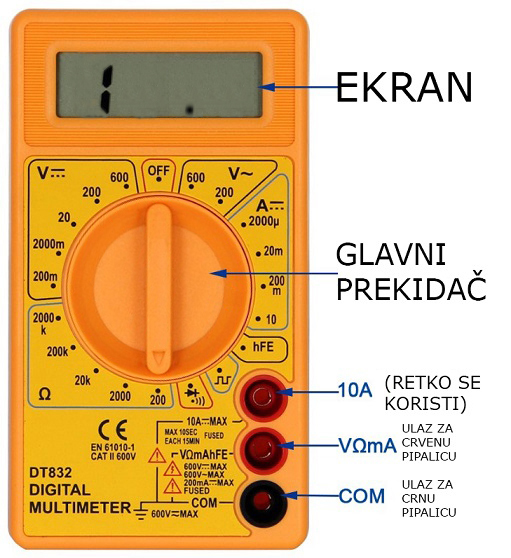 1 .
EKRAN
V⎓
600
OFF
600
V~
200
200
A⎓
20
2000µ
2000m
20m
200m
200
m
10
2000
k
hFE
200k
20k
Ω
2000
200
•)))
GLAVNI
PREKIDAČ
10A
(RETKO SE
KORISTI)
VΩmA
ULAZ ZA
CRVENU
PIPALICU
COM
ULAZ ZA
CRNU
PIPALICU
CE
EN 61010-1
CAT II 600V
10A⎓MAX
MAX 10SEC
EACH 15MIN
FUSED
VΩmAhFE
600V⎓MAX
600V~MAX
200mA⎓MAX
FUSED
COM
600V≂MAX
DT832
DIGITAL
MULTIMETER